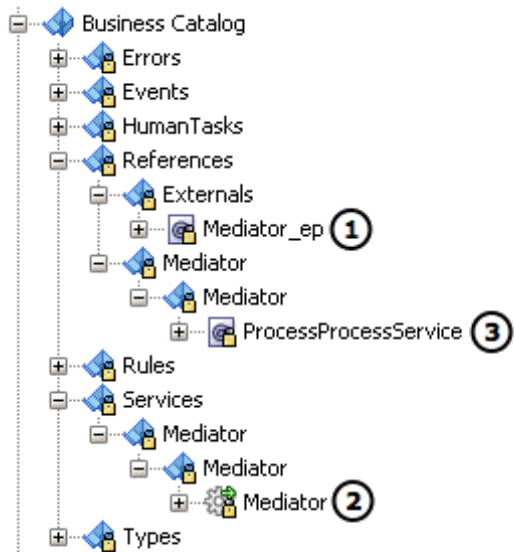 Business Catalog
Errors
Events
HumanTasks
References
Externals
Mediator_ep 1
Mediator
Mediator
ProcessProcessService 3
Rules
Services
Mediator
Mediator
Mediator 2
Types